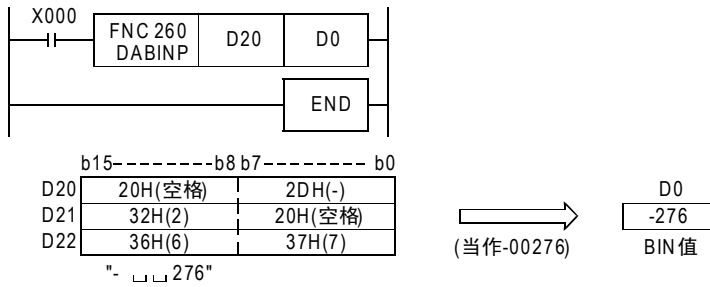 X000
FNC 260
DABINP
D20
D0
END
b15 b8 b7 b0
D20 20H(空格) 2DH(-)
D21 32H(2) 20H(空格)
D22 36H(6) 37H(7)
"- ␣␣ 276"
(当作-00276)
D0
-276
BIN值